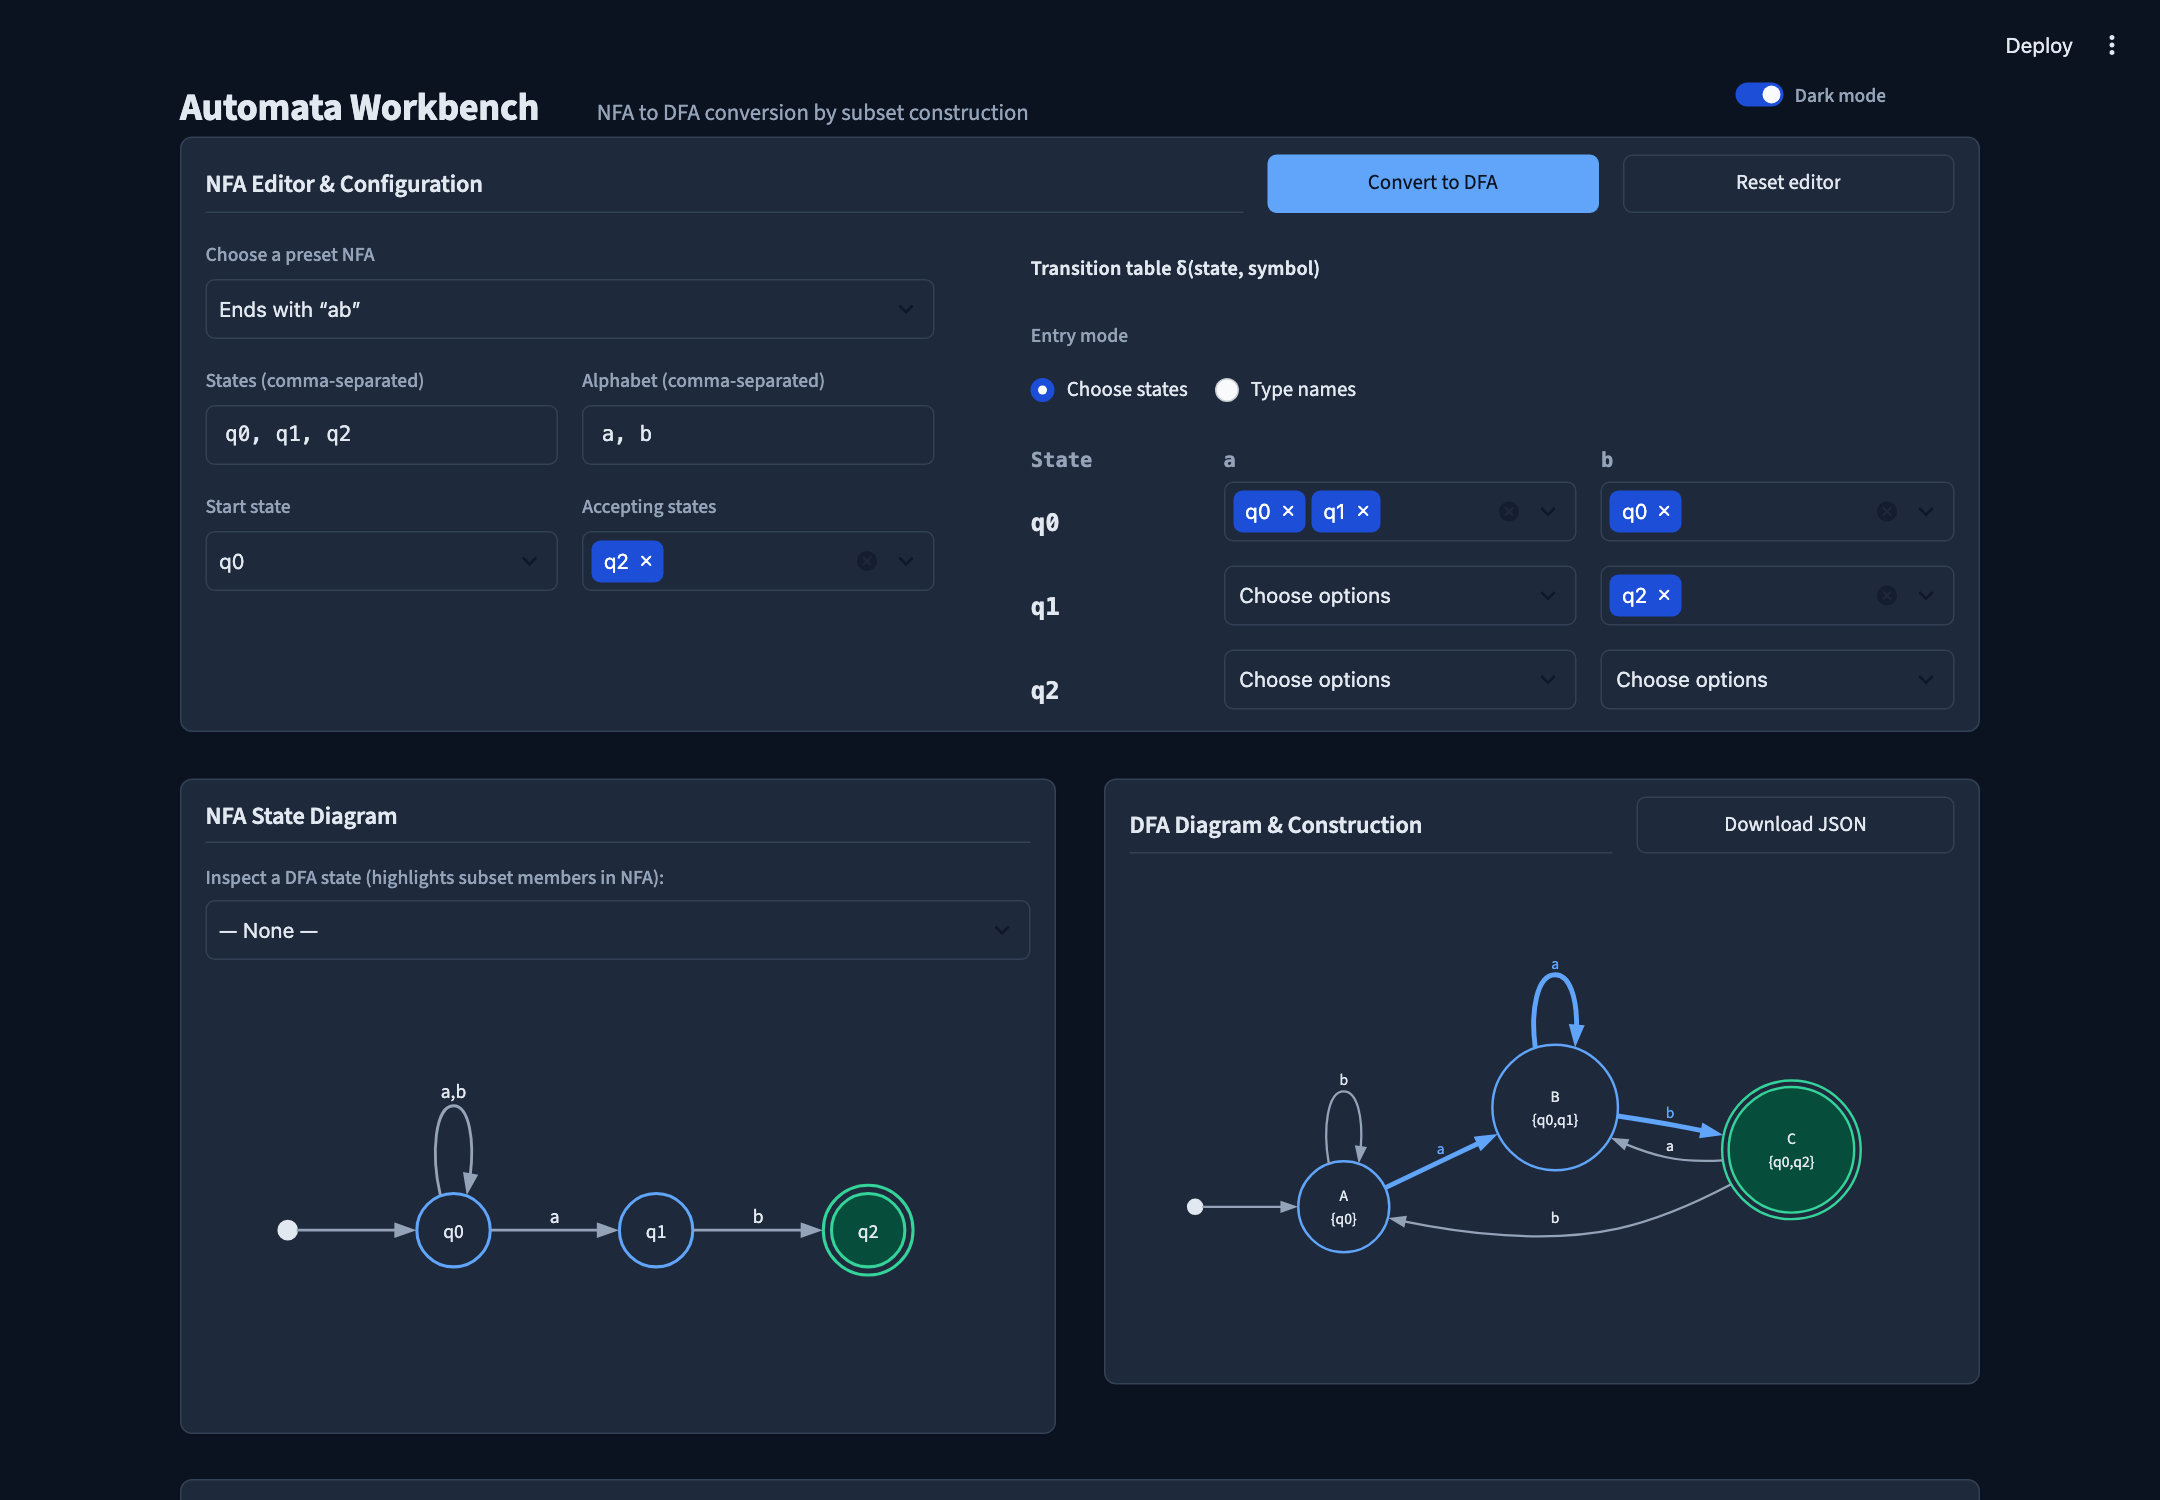 Deploy
Automata Workbench
NFA to DFA conversion by subset construction
Dark mode
NFA Editor & Configuration
Convert to DFA
Reset editor
Choose a preset NFA
Ends with “ab”
States (comma-separated)
Alphabet (comma-separated)
q0, q1, q2
a, b
Start state
Accepting states
q0
q2 ×
Transition table δ(state, symbol)
Entry mode
Choose states
Type names
State a b
q0
q0 × q1 ×
q0 ×
q1
Choose options
q2 ×
q2
Choose options
Choose options
NFA State Diagram
Inspect a DFA state (highlights subset members in NFA):
— None —
a,b
q0
a
q1
b
q2
DFA Diagram & Construction
Download JSON
a
b
B
{q0,q1}
b
a
a
C
{q0,q2}
A
{q0}
b